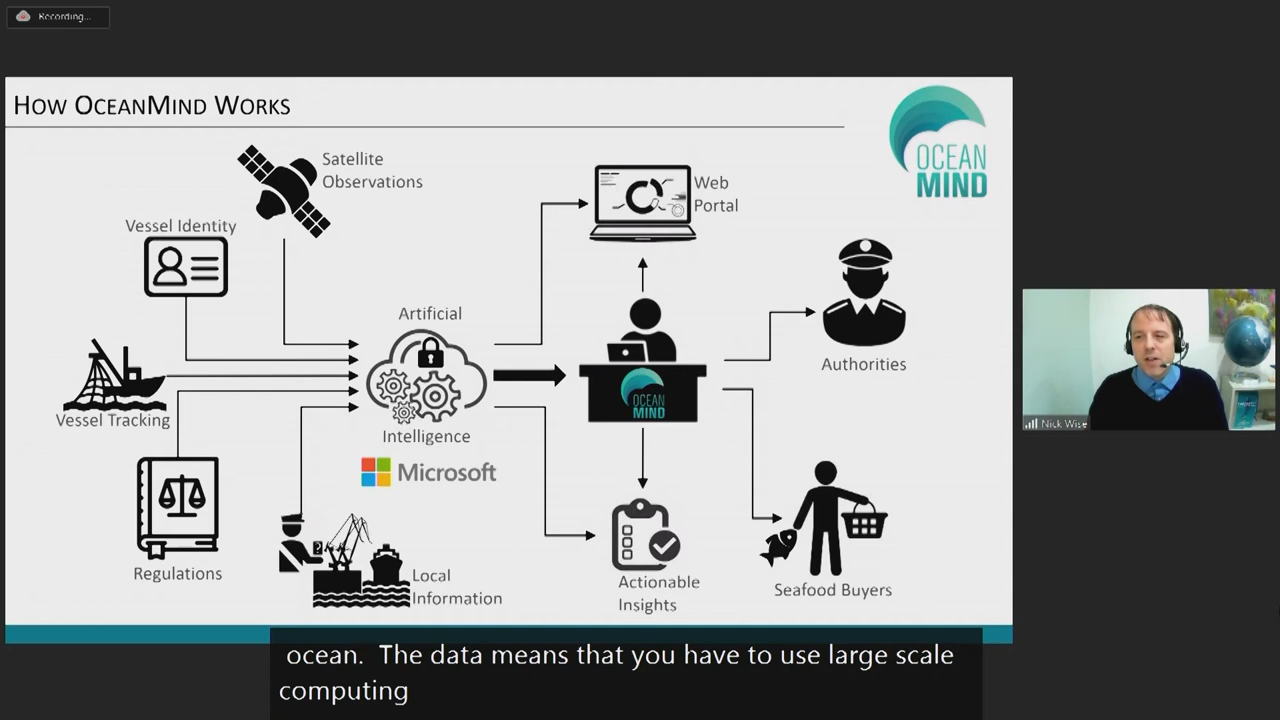 Recording...
HOW OCEANMIND WORKS
OCEAN
MIND
Satellite
Observations
Vessel Identity
Vessel Tracking
Regulations
Local
Information
Artificial
Intelligence
Microsoft
Web
Portal
OCEAN
MIND
Actionable
Insights
Authorities
Seafood Buyers
Nick Wise
ocean.  The data means that you have to use large scale
computing